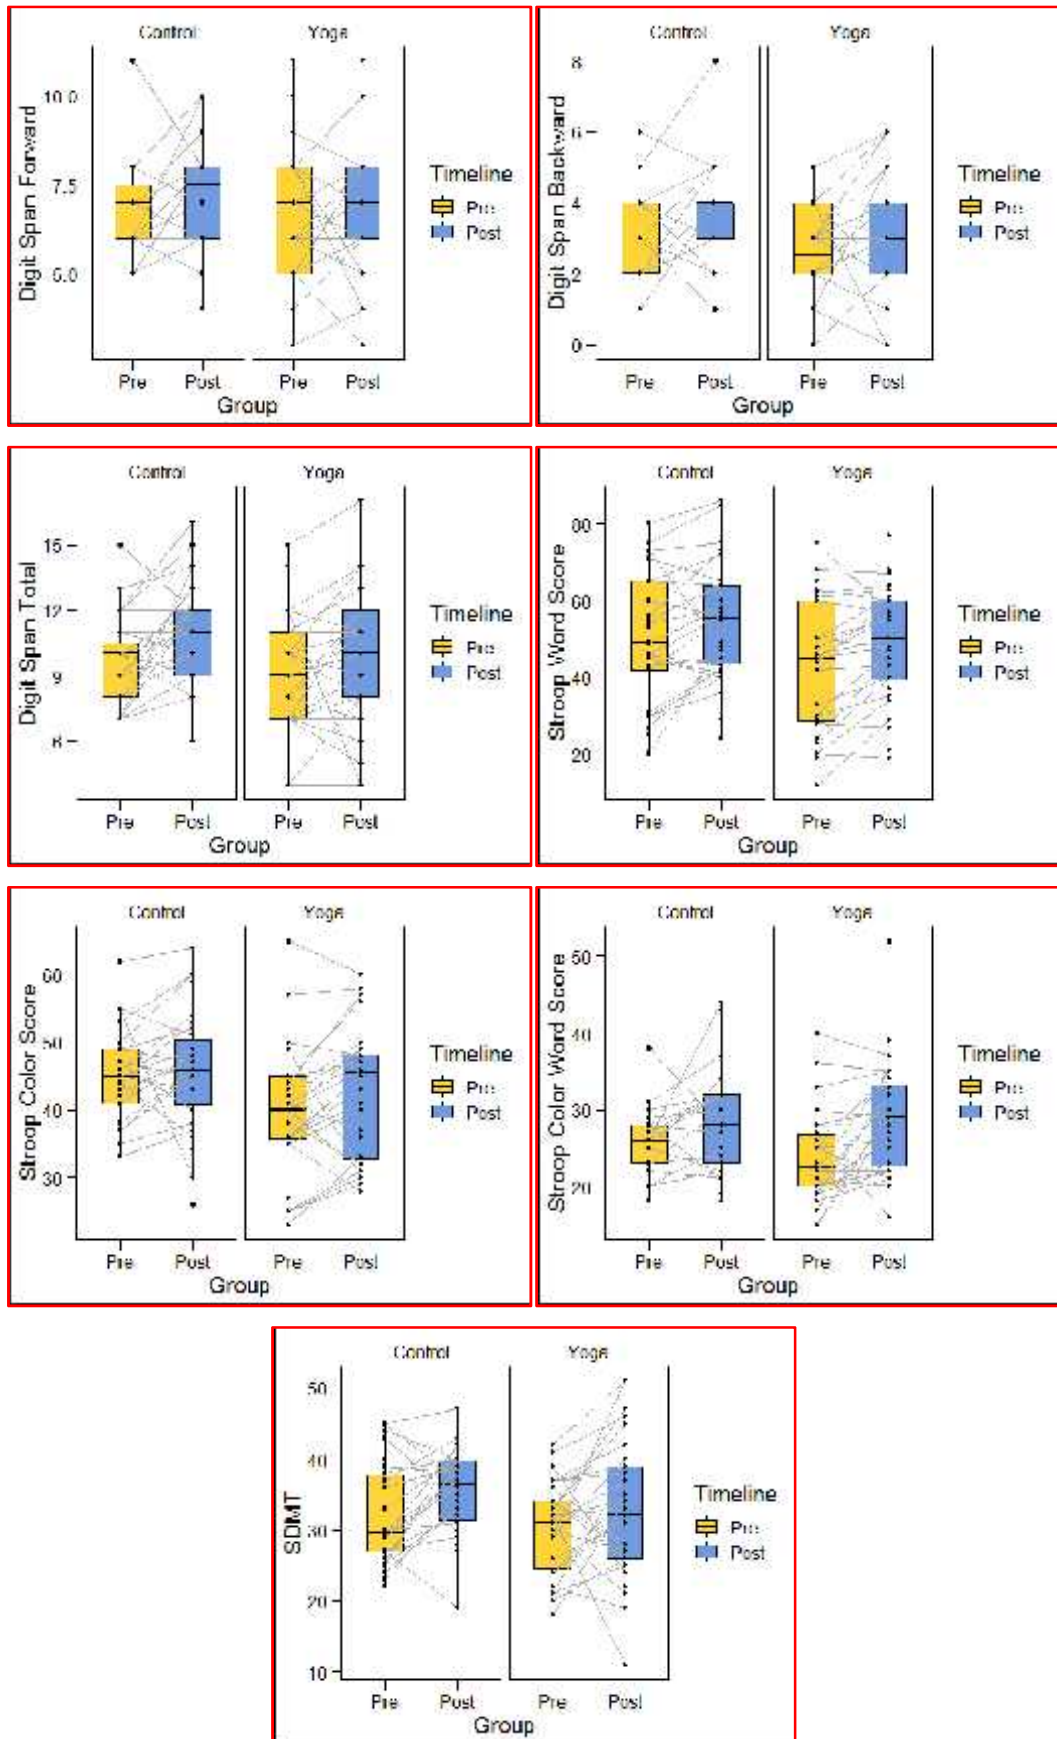 Control Yoga
Digit Span Forward
10.0
7.5
5.0
Pre Post Pre Post
Group
Timeline
Pre
Post
Control Yoga
Digit Span Backward
8
6
4
2
0
Pre Post Pre Post
Group
Timeline
Pre
Post
Control Yoga
Digit Span Total
15
12
9
6
Pre Post Pre Post
Group
Timeline
Pre
Post
Control Yoga
Stroop Word Score
80
60
40
20
Pre Post Pre Post
Group
Timeline
Pre
Post
Control Yoga
Stroop Color Score
60
50
40
30
Pre Post Pre Post
Group
Timeline
Pre
Post
Control Yoga
Stroop Color Word Score
50
40
30
20
Pre Post Pre Post
Group
Timeline
Pre
Post
Control Yoga
SDMT
50
40
30
20
10
Pre Post Pre Post
Group
Timeline
Pre
Post